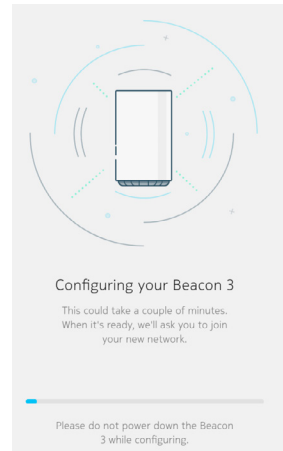 Configuring your Beacon 3
This could take a couple of minutes.
When it's ready, we'll ask you to join
your new network.
Please do not power down the Beacon
3 while configuring.